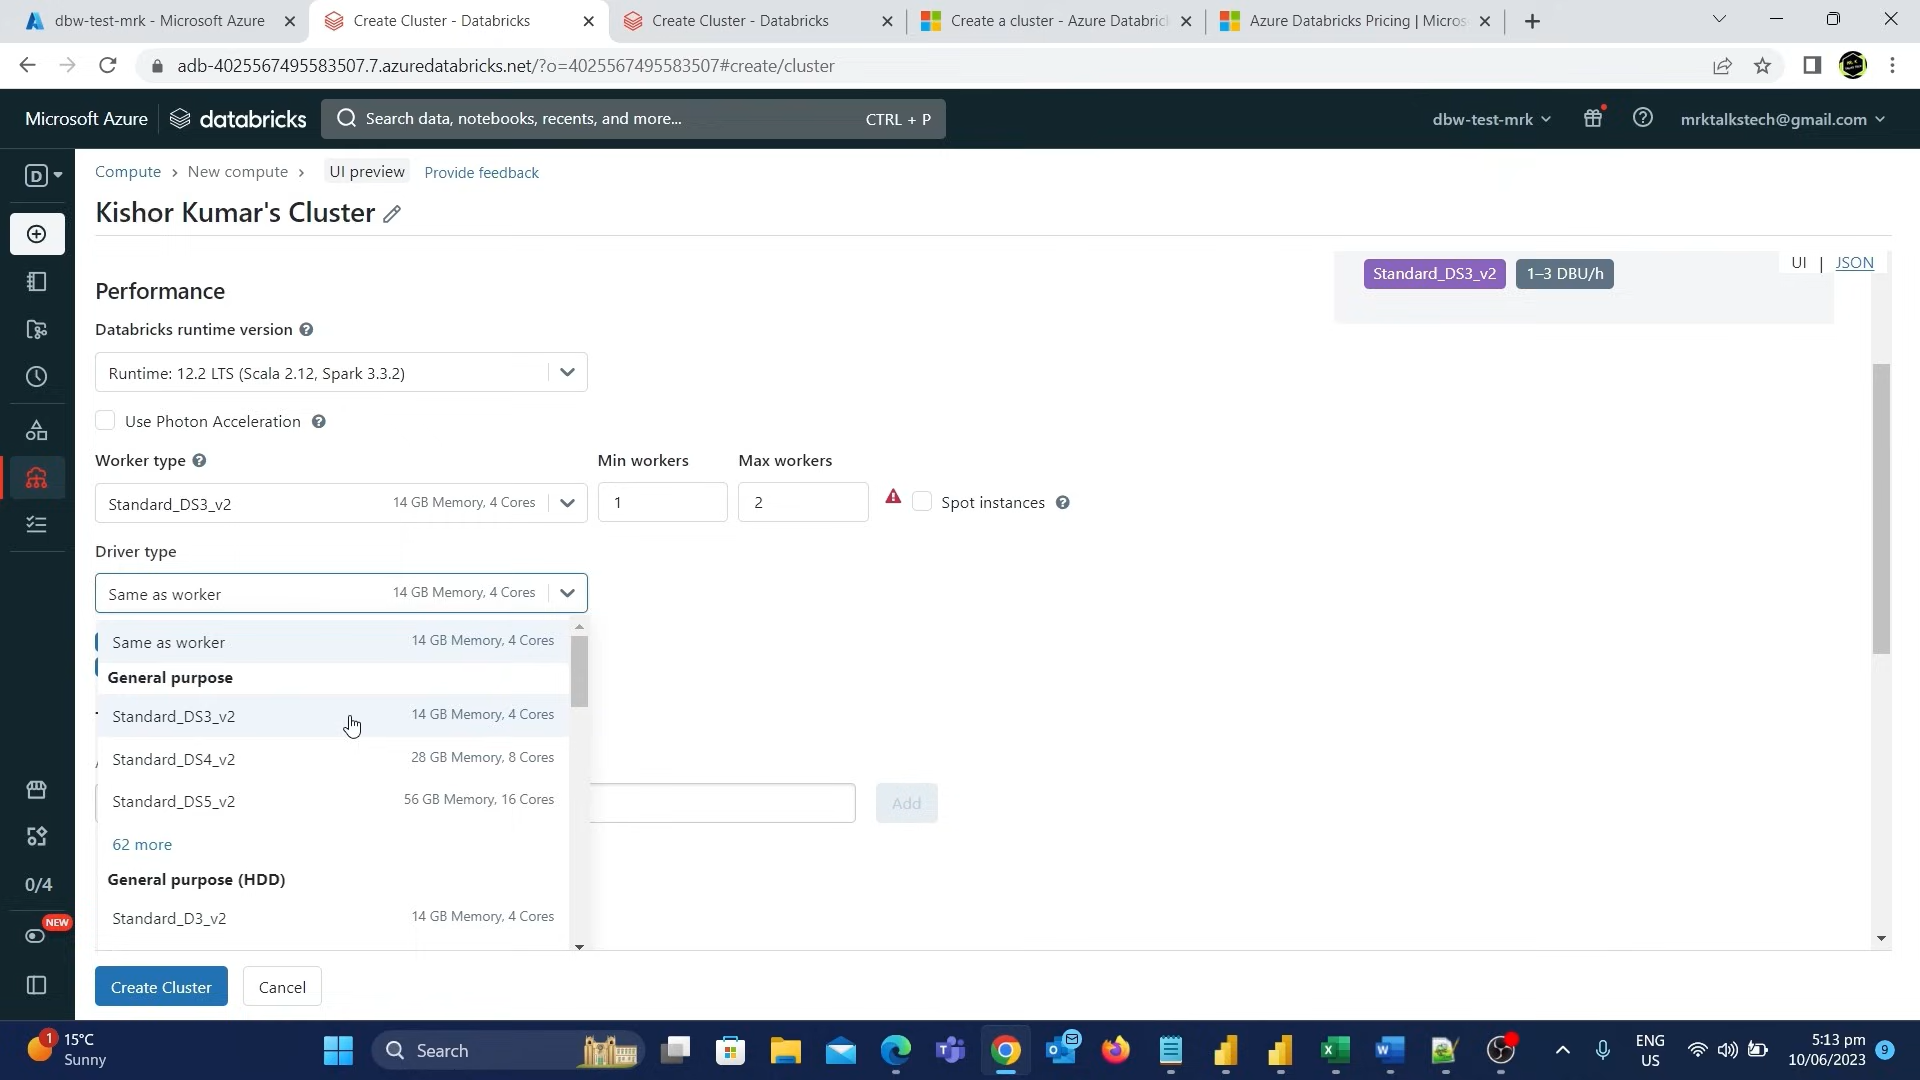 dbw-test-mrk - Microsoft Azure
Create Cluster - Databricks
Create Cluster - Databricks
Create a cluster - Azure Databric
Azure Databricks Pricing | Micros
adb-4025567495583507.7.azuredatabricks.net/?o=4025567495583507#create/cluster
Microsoft Azure
databricks
Search data, notebooks, recents, and more...
CTRL + P
dbw-test-mrk
mrktalkstech@gmail.com
D
Compute › New compute › UI preview Provide feedback
Kishor Kumar's Cluster
UI | JSON
Standard_DS3_v2 1–3 DBU/h
Performance
Databricks runtime version
Runtime: 12.2 LTS (Scala 2.12, Spark 3.3.2)
Use Photon Acceleration
Worker type Min workers Max workers
Standard_DS3_v2 14 GB Memory, 4 Cores 1 2 Spot instances
Driver type
Same as worker 14 GB Memory, 4 Cores
Same as worker 14 GB Memory, 4 Cores
General purpose
Standard_DS3_v2 14 GB Memory, 4 Cores
Standard_DS4_v2 28 GB Memory, 8 Cores
Standard_DS5_v2 56 GB Memory, 16 Cores
Add
62 more
General purpose (HDD)
Standard_D3_v2 14 GB Memory, 4 Cores
0/4
NEW
Create Cluster Cancel
1 15°C
Sunny
Search
ENG
US
5:13 pm
10/06/2023
9